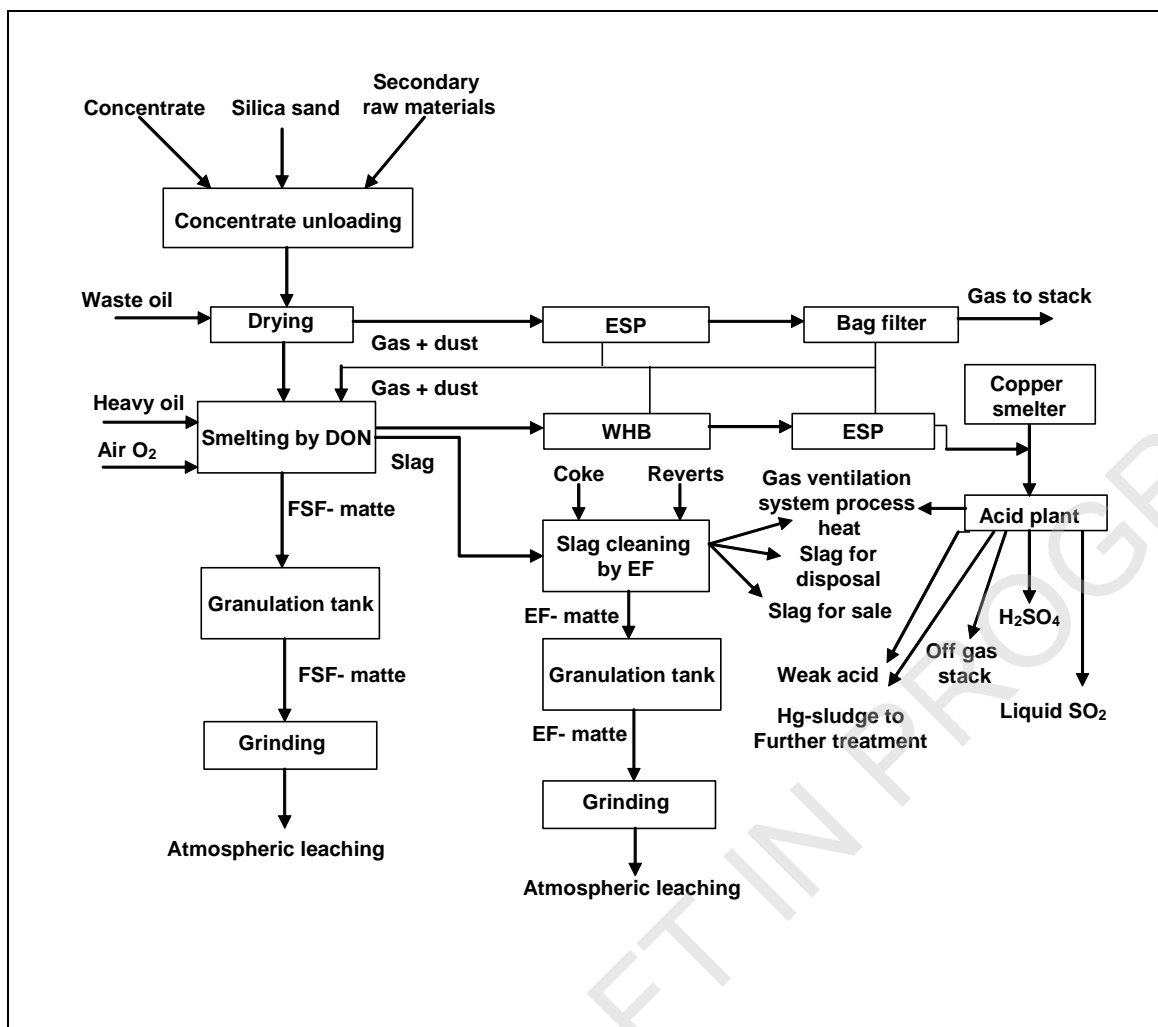 Concentrate
Silica sand
Secondary
raw materials
Concentrate unloading
Waste oil
Drying
Gas + dust
ESP
Bag filter
Gas to stack
Gas + dust
Heavy oil
Air O₂
Smelting by DON
Slag
WHB
ESP
Copper
smelter
FSF- matte
Coke
Reverts
Slag cleaning
by EF
Gas ventilation
system process
heat
Slag for
disposal
Slag for sale
Acid plant
Granulation tank
EF- matte
H₂SO₄
Off gas
stack
Weak acid
Hg-sludge to
Further treatment
Liquid SO₂
FSF- matte
Granulation tank
Grinding
EF- matte
Grinding
Atmospheric leaching
Atmospheric leaching
FT IN PROGR